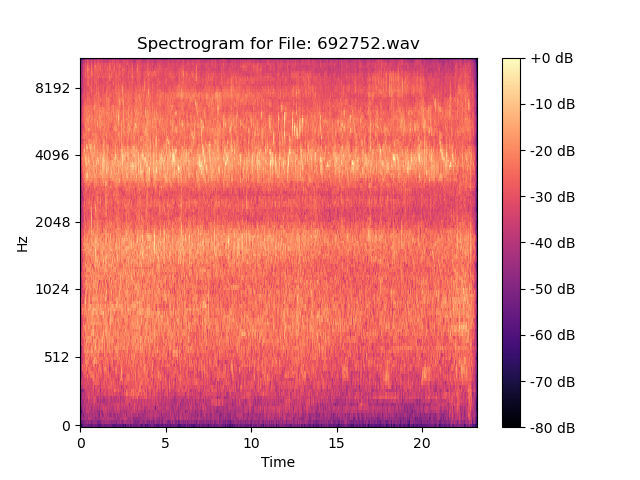 Spectrogram for File: 692752.wav
+0 dB
8192
-10 dB
4096
-20 dB
-30 dB
2048
Hz
-40 dB
1024
-50 dB
512
-60 dB
-70 dB
0
-80 dB
0 5 10 15 20
Time